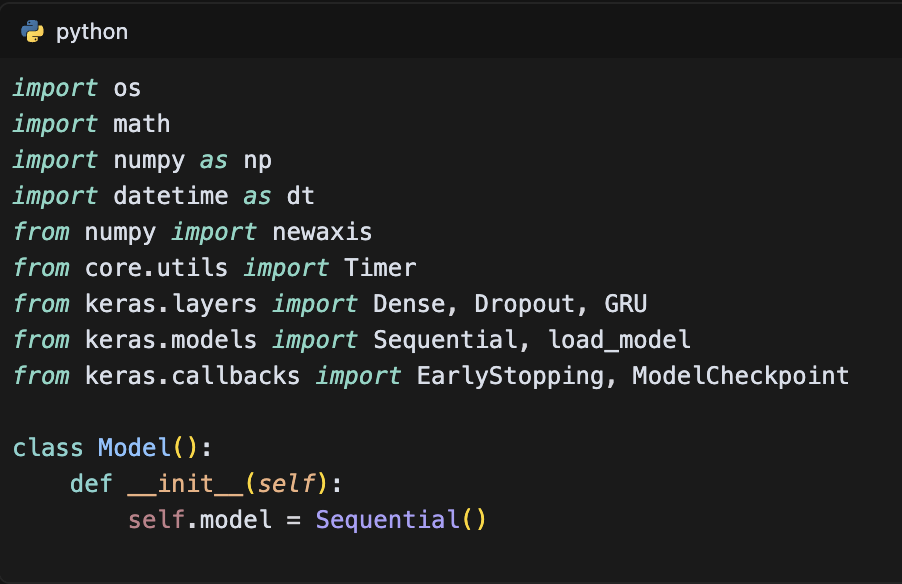 python
import os
import math
import numpy as np
import datetime as dt
from numpy import newaxis
from core.utils import Timer
from keras.layers import Dense, Dropout, GRU
from keras.models import Sequential, load_model
from keras.callbacks import EarlyStopping, ModelCheckpoint

class Model():
    def __init__(self):
        self.model = Sequential()